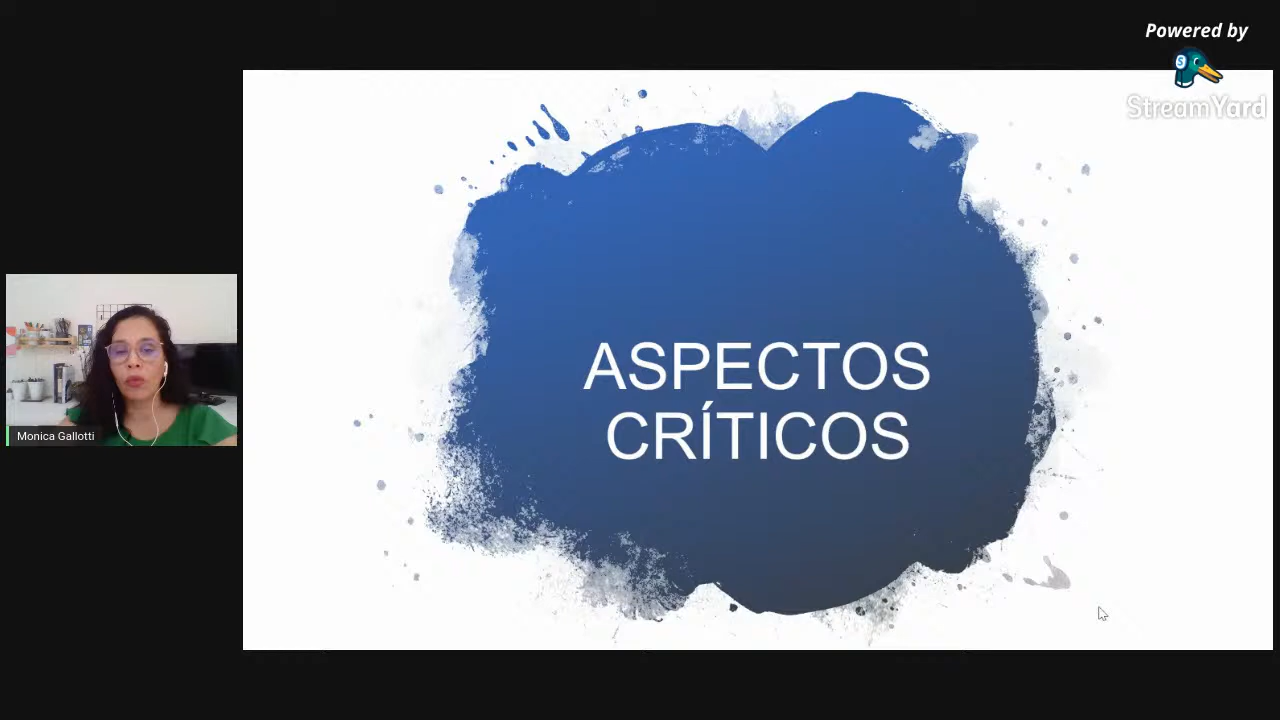 Powered by
StreamYard
ASPECTOS
CRÍTICOS
Monica Gallotti